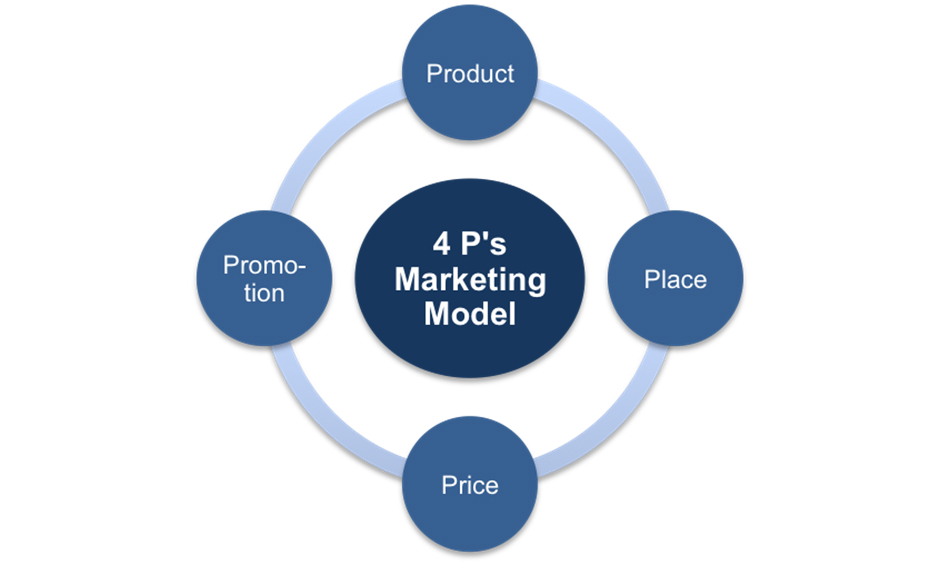 Product
Promo-
tion
4 P's
Marketing
Model
Place
Price